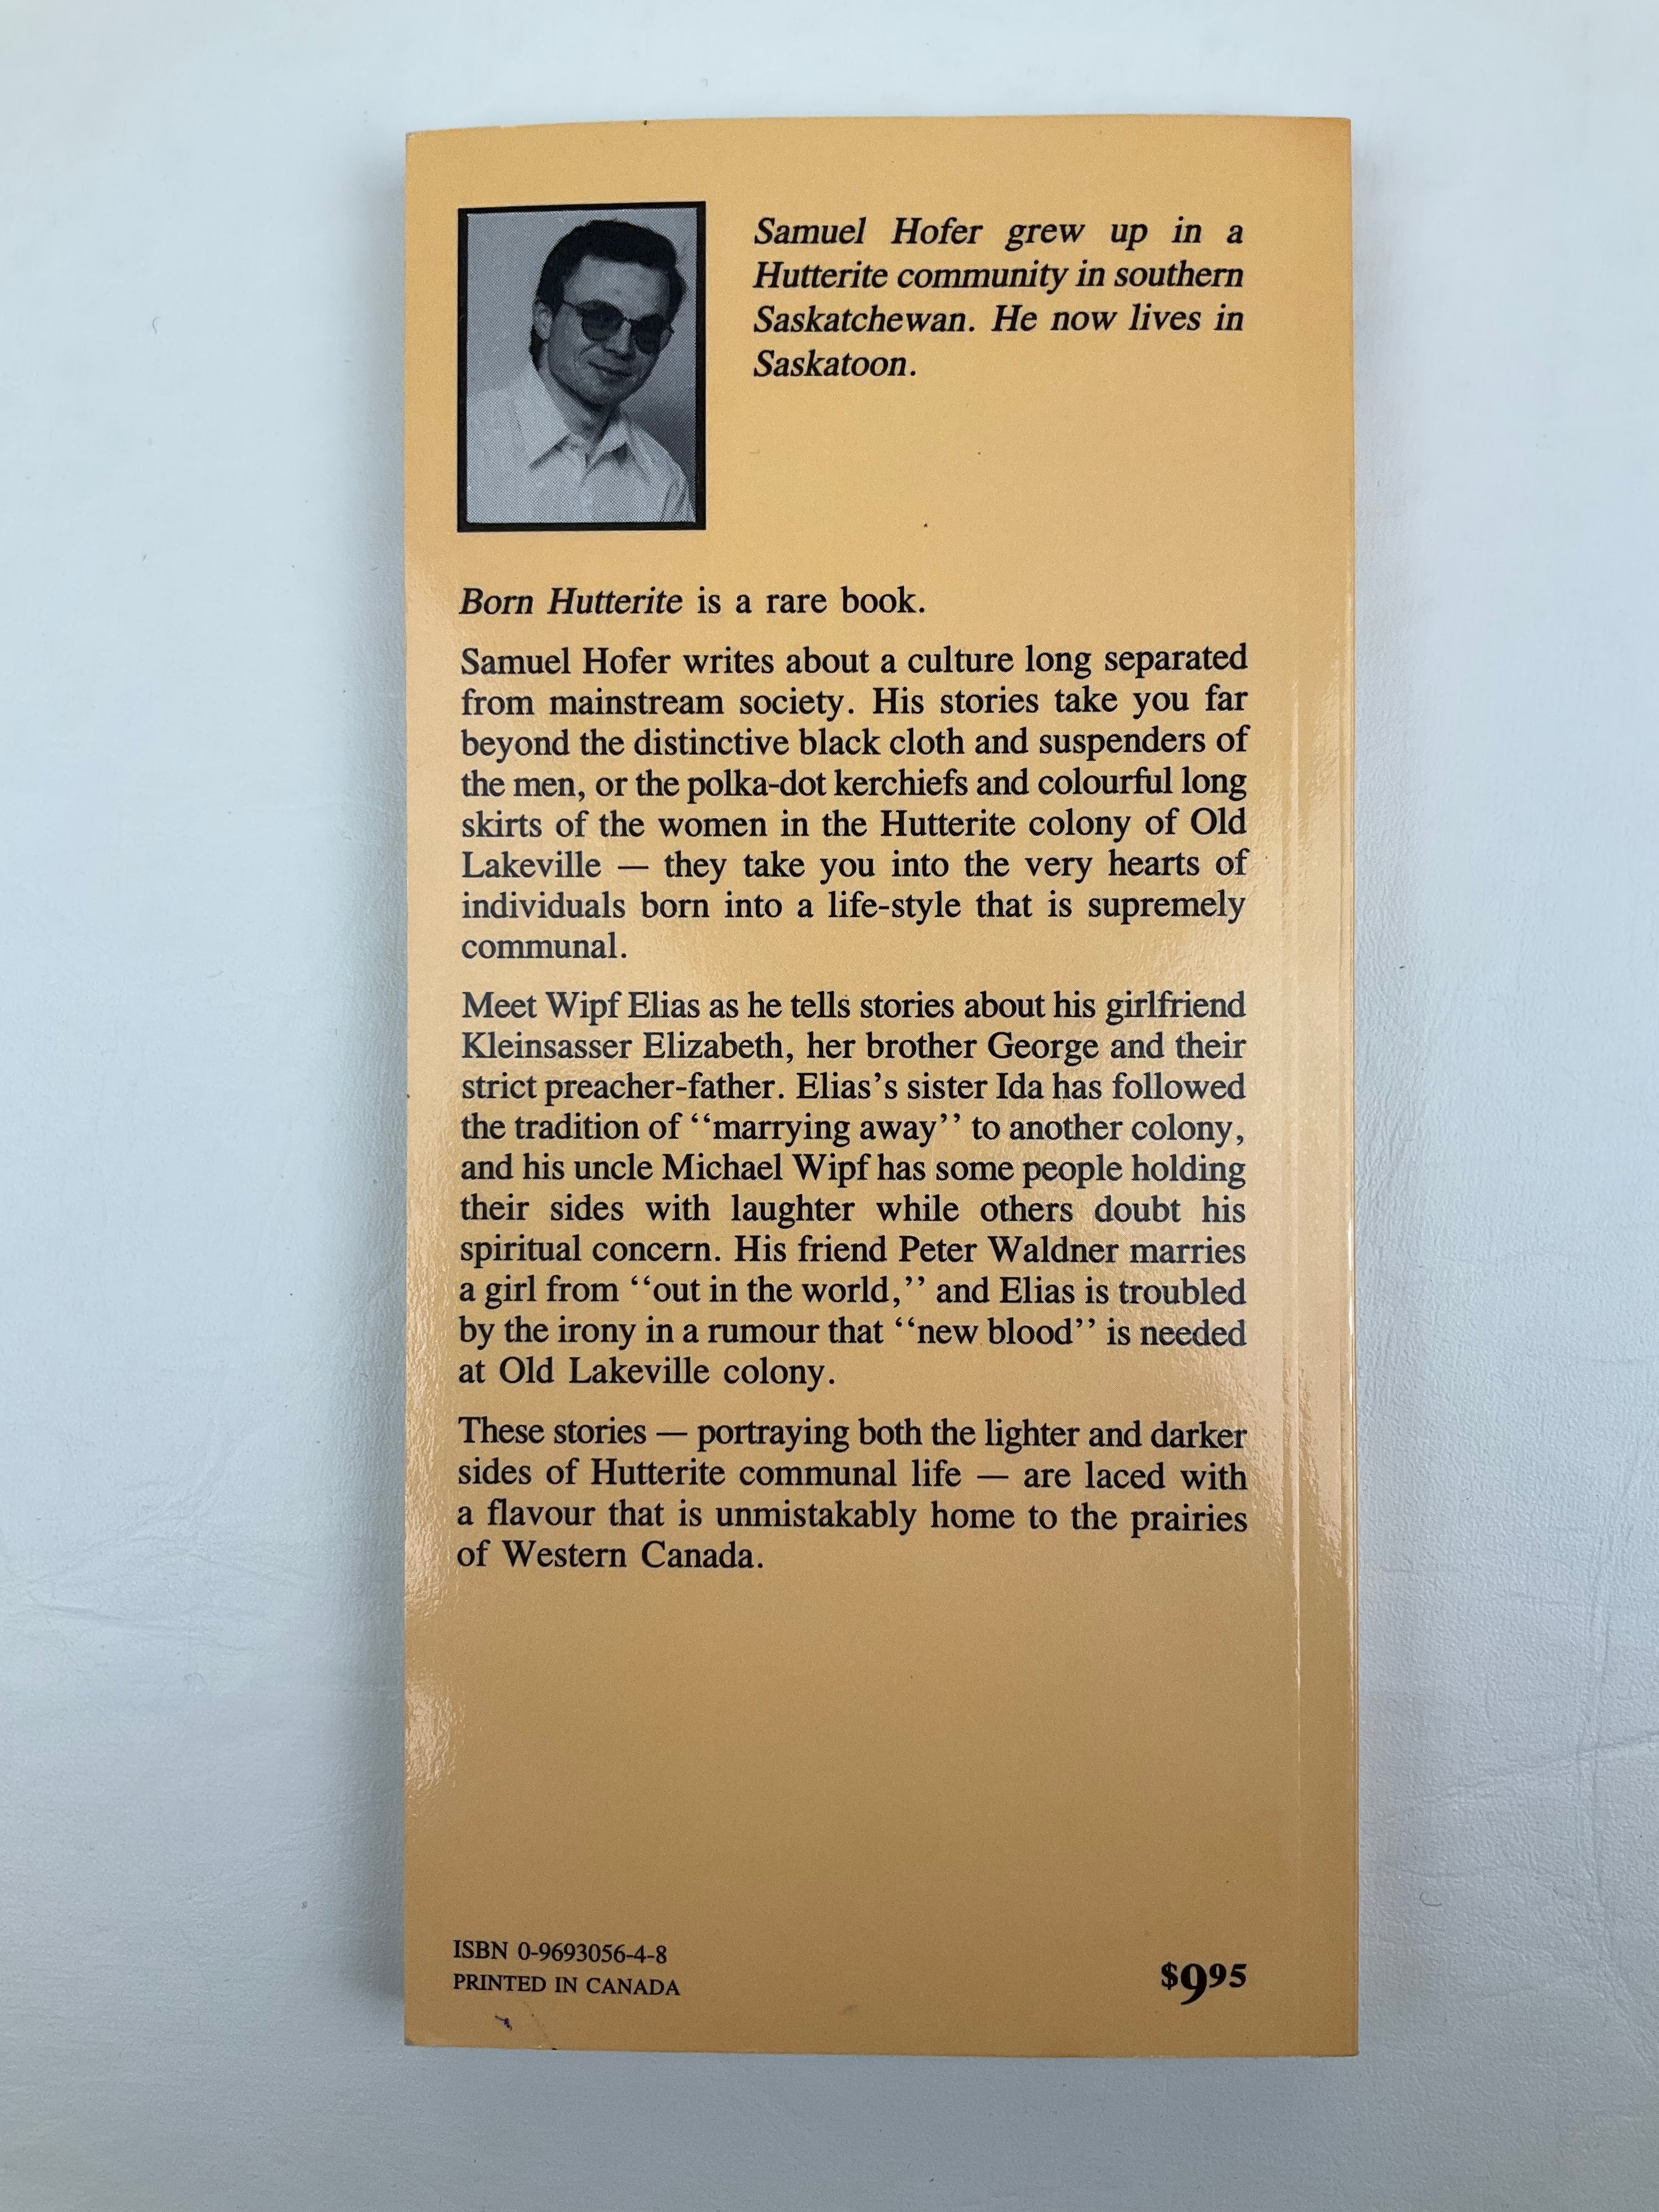 Samuel Hofer grew up in a
Hutterite community in southern
Saskatchewan. He now lives in
Saskatoon.
Born Hutterite is a rare book.
Samuel Hofer writes about a culture long separated
from mainstream society. His stories take you far
beyond the distinctive black cloth and suspenders of
the men, or the polka-dot kerchiefs and colourful long
skirts of the women in the Hutterite colony of Old
Lakeville — they take you into the very hearts of
individuals born into a life-style that is supremely
communal.
Meet Wipf Elias as he tells stories about his girlfriend
Kleinsasser Elizabeth, her brother George and their
strict preacher-father. Elias's sister Ida has followed
the tradition of ‘‘marrying away’’ to another colony,
and his uncle Michael Wipf has some people holding
their sides with laughter while others doubt his
spiritual concern. His friend Peter Waldner marries
a girl from ‘‘out in the world,’’ and Elias is troubled
by the irony in a rumour that ‘‘new blood’’ is needed
at Old Lakeville colony.
These stories — portraying both the lighter and darker
sides of Hutterite communal life — are laced with
a flavour that is unmistakably home to the prairies
of Western Canada.
ISBN 0-9693056-4-8
PRINTED IN CANADA
$995